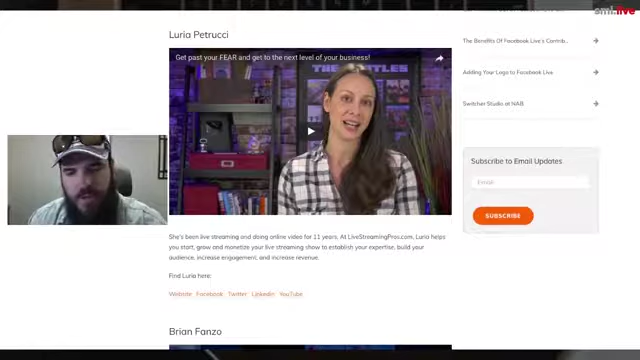 sml.live
Luria Petrucci
Get past your FEAR and get to the next level of your business!
She's been live streaming and doing online video for 11 years. At LiveStreamingPros.com, Luria helps
you start, grow and monetize your live streaming show to establish your expertise, build your
audience, increase engagement, and increase revenue.
Find Luria here:
Website Facebook Twitter LinkedIn YouTube
Brian Fanzo
The Benefits Of Facebook Live's Contrib...
Adding Your Logo to Facebook Live
Switcher Studio at NAB
Subscribe to Email Updates
Email
SUBSCRIBE